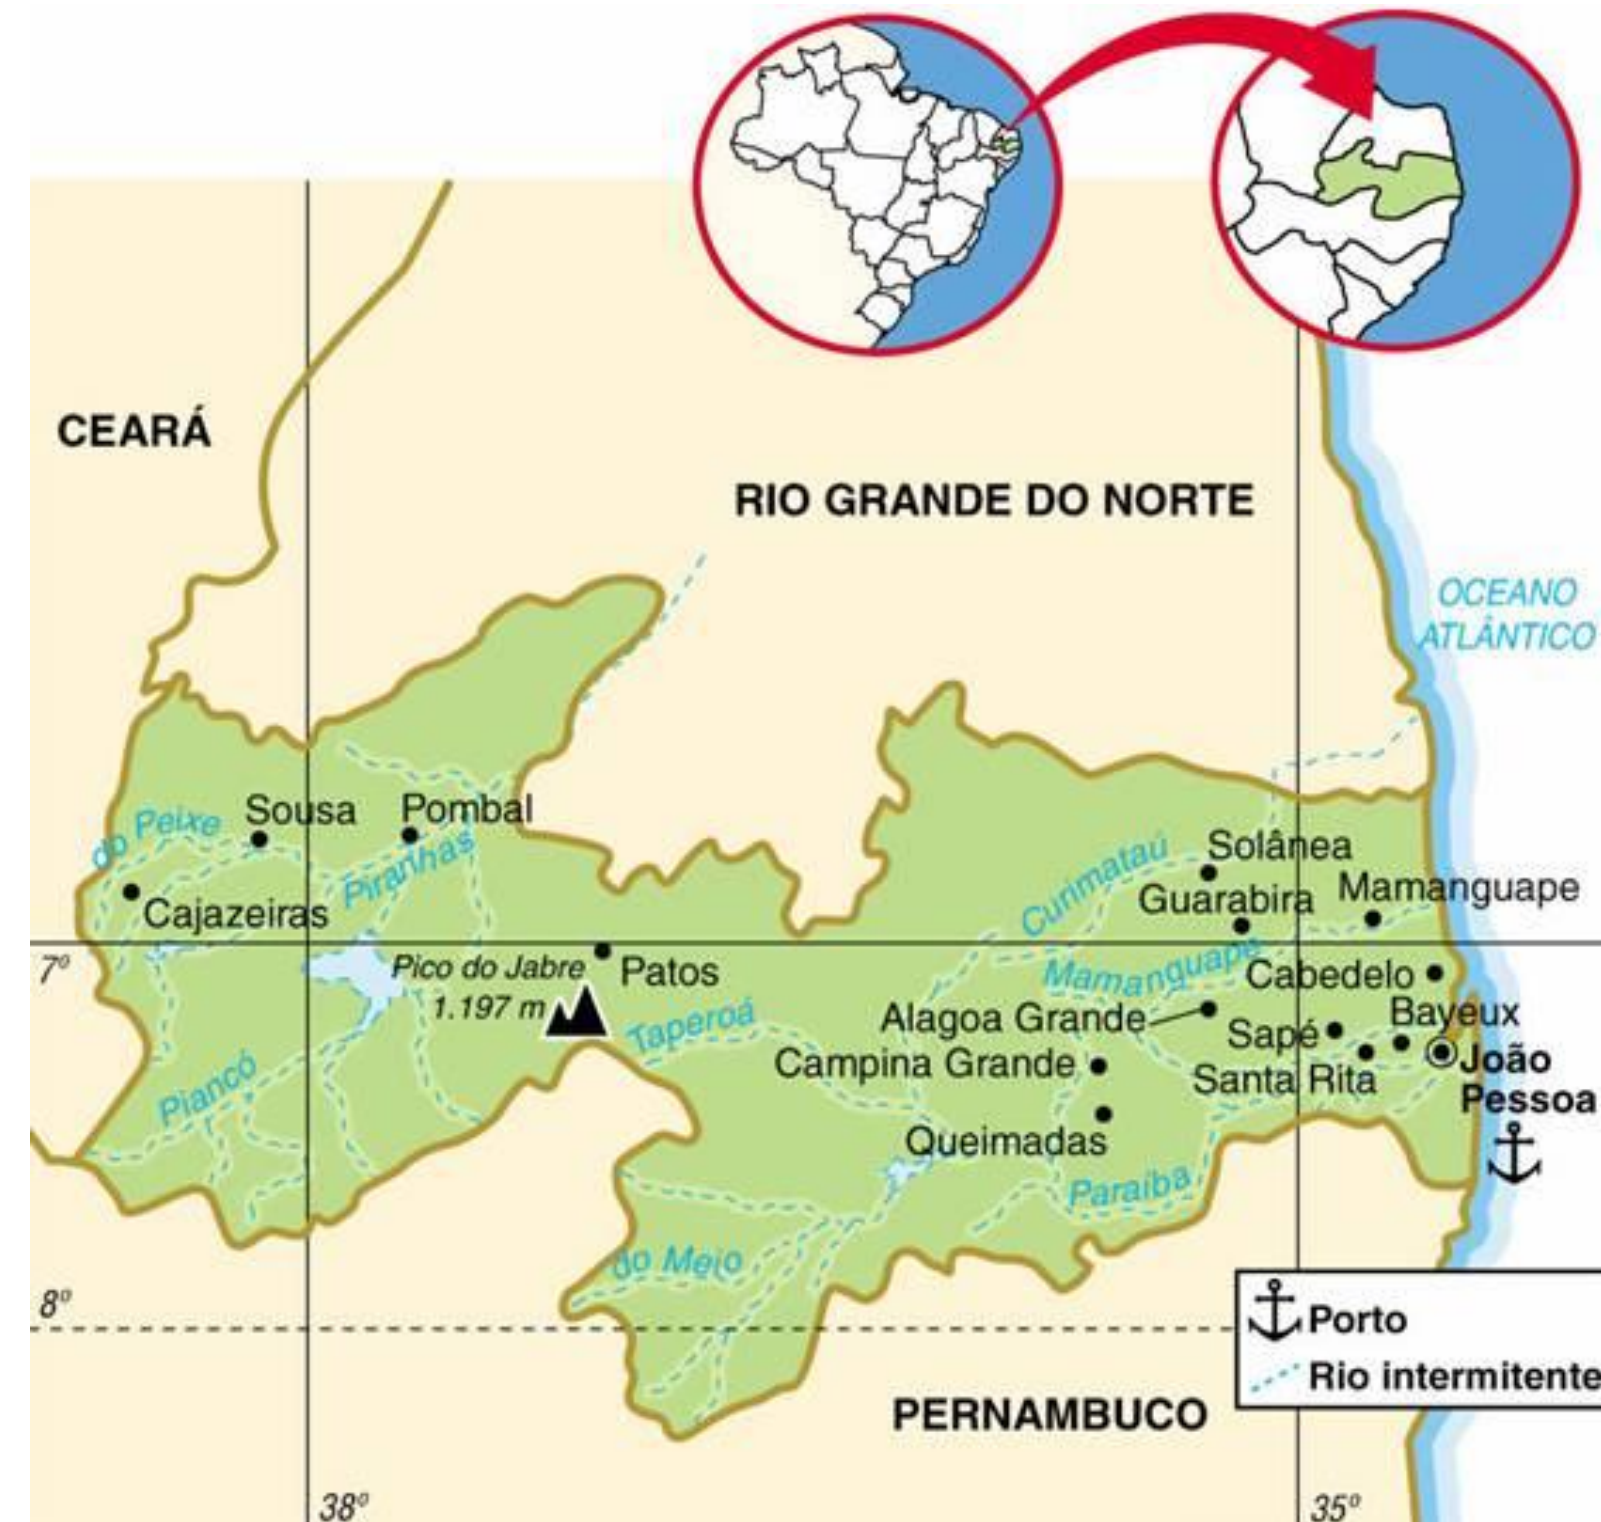 CEARÁ
RIO GRANDE DO NORTE
OCEANO
ATLÂNTICO
Sousa
Pombal
do Peixe
Piranhas
Cajazeiras
Solânea
Curimataú
Guarabira
Mamanguape
7º
Pico do Jabre
1.197 m
Patos
Mamanguape
Cabedelo
Taperoá
Alagoa Grande
Bayeux
Sapé
Campina Grande
João
Pessoa
Santa Rita
Piancó
Queimadas
Paraíba
do Meio
8º
Porto
Rio intermitente
PERNAMBUCO
38º
35º